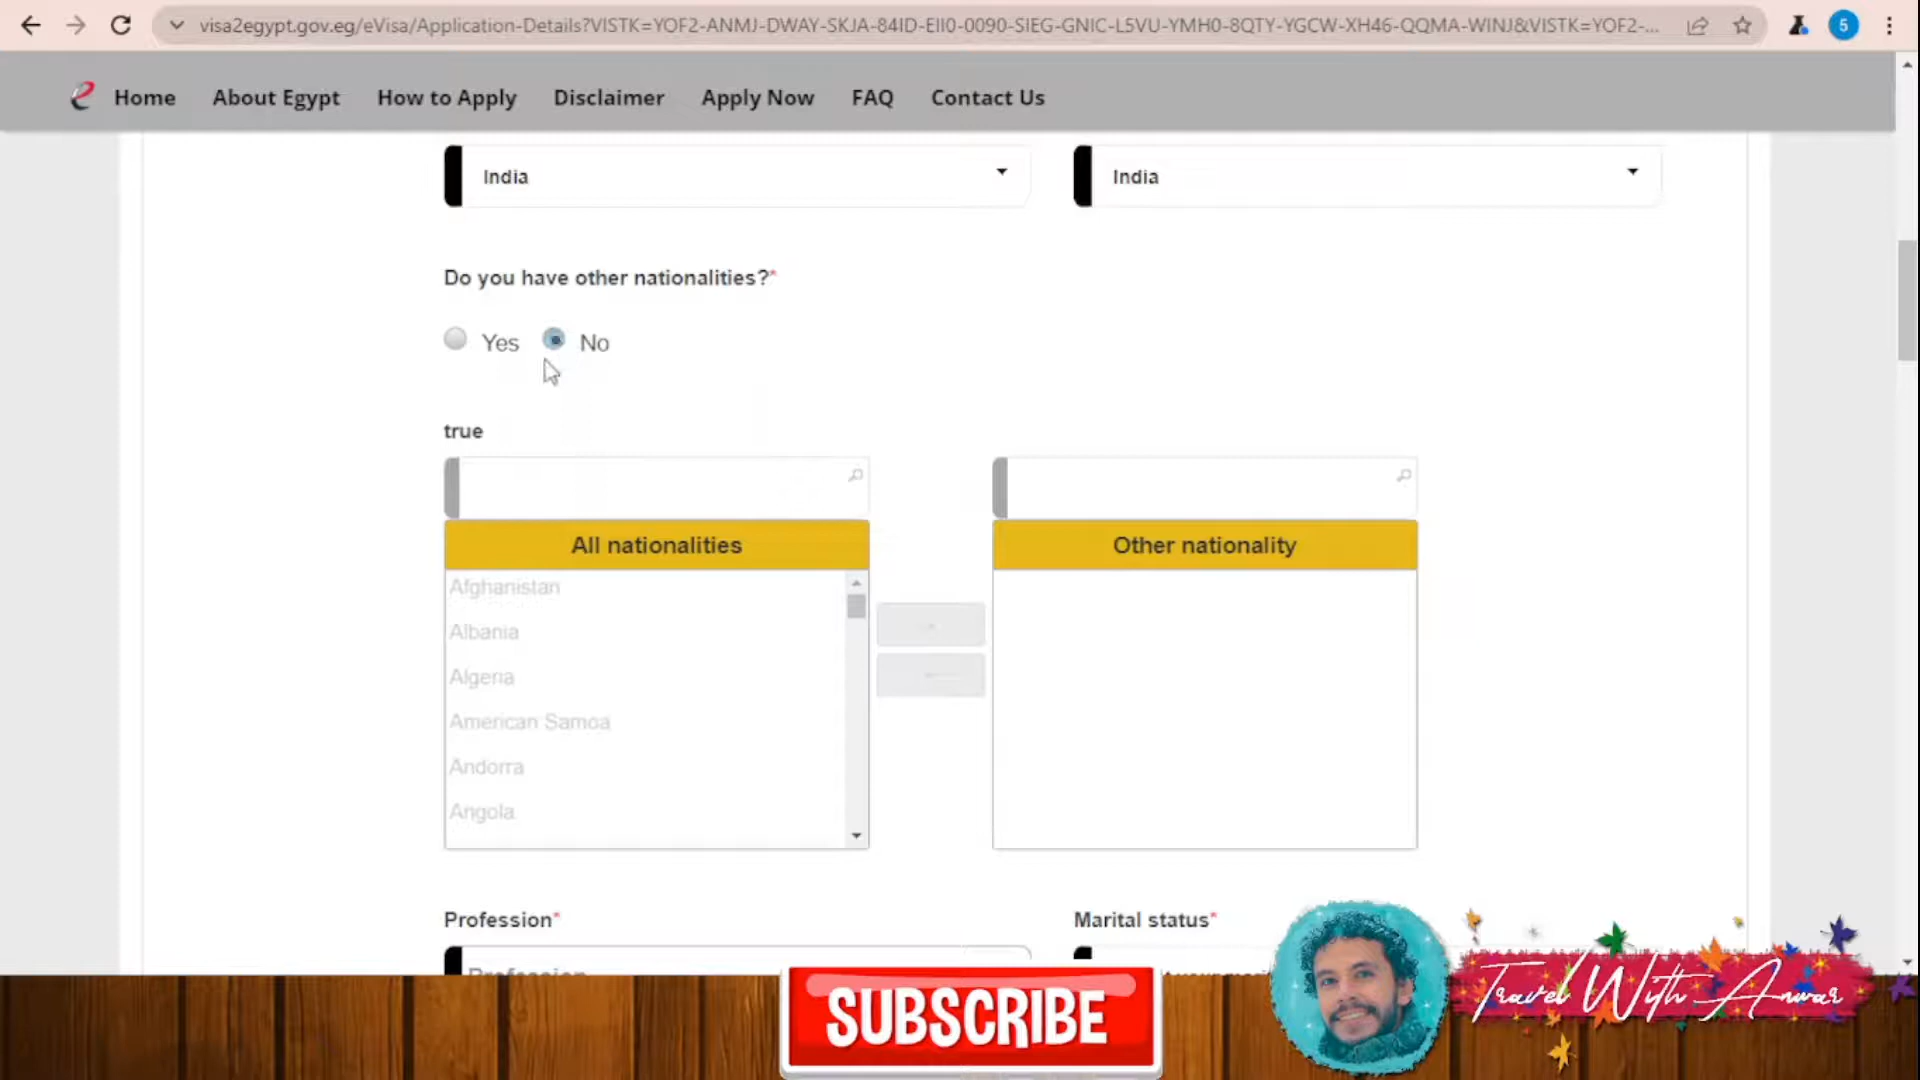 visa2egypt.gov.eg/eVisa/Application-Details?VISTK=YOF2-ANMJ-DWAY-SKJA-84ID-EII0-0090-SIEG-GNIC-L5VU-YMH0-8QTY-YGCW-XH46-QQMA-WINJ&VISTK=YOF2-...
5
Home About Egypt How to Apply Disclaimer Apply Now FAQ Contact Us
India India
Do you have other nationalities?*
Yes No
true
All nationalities Other nationality
Afghanistan
Albania
Algeria
American Samoa
Andorra
Angola
Profession* Marital status*
Profession
SUBSCRIBE
Travel With Anwar